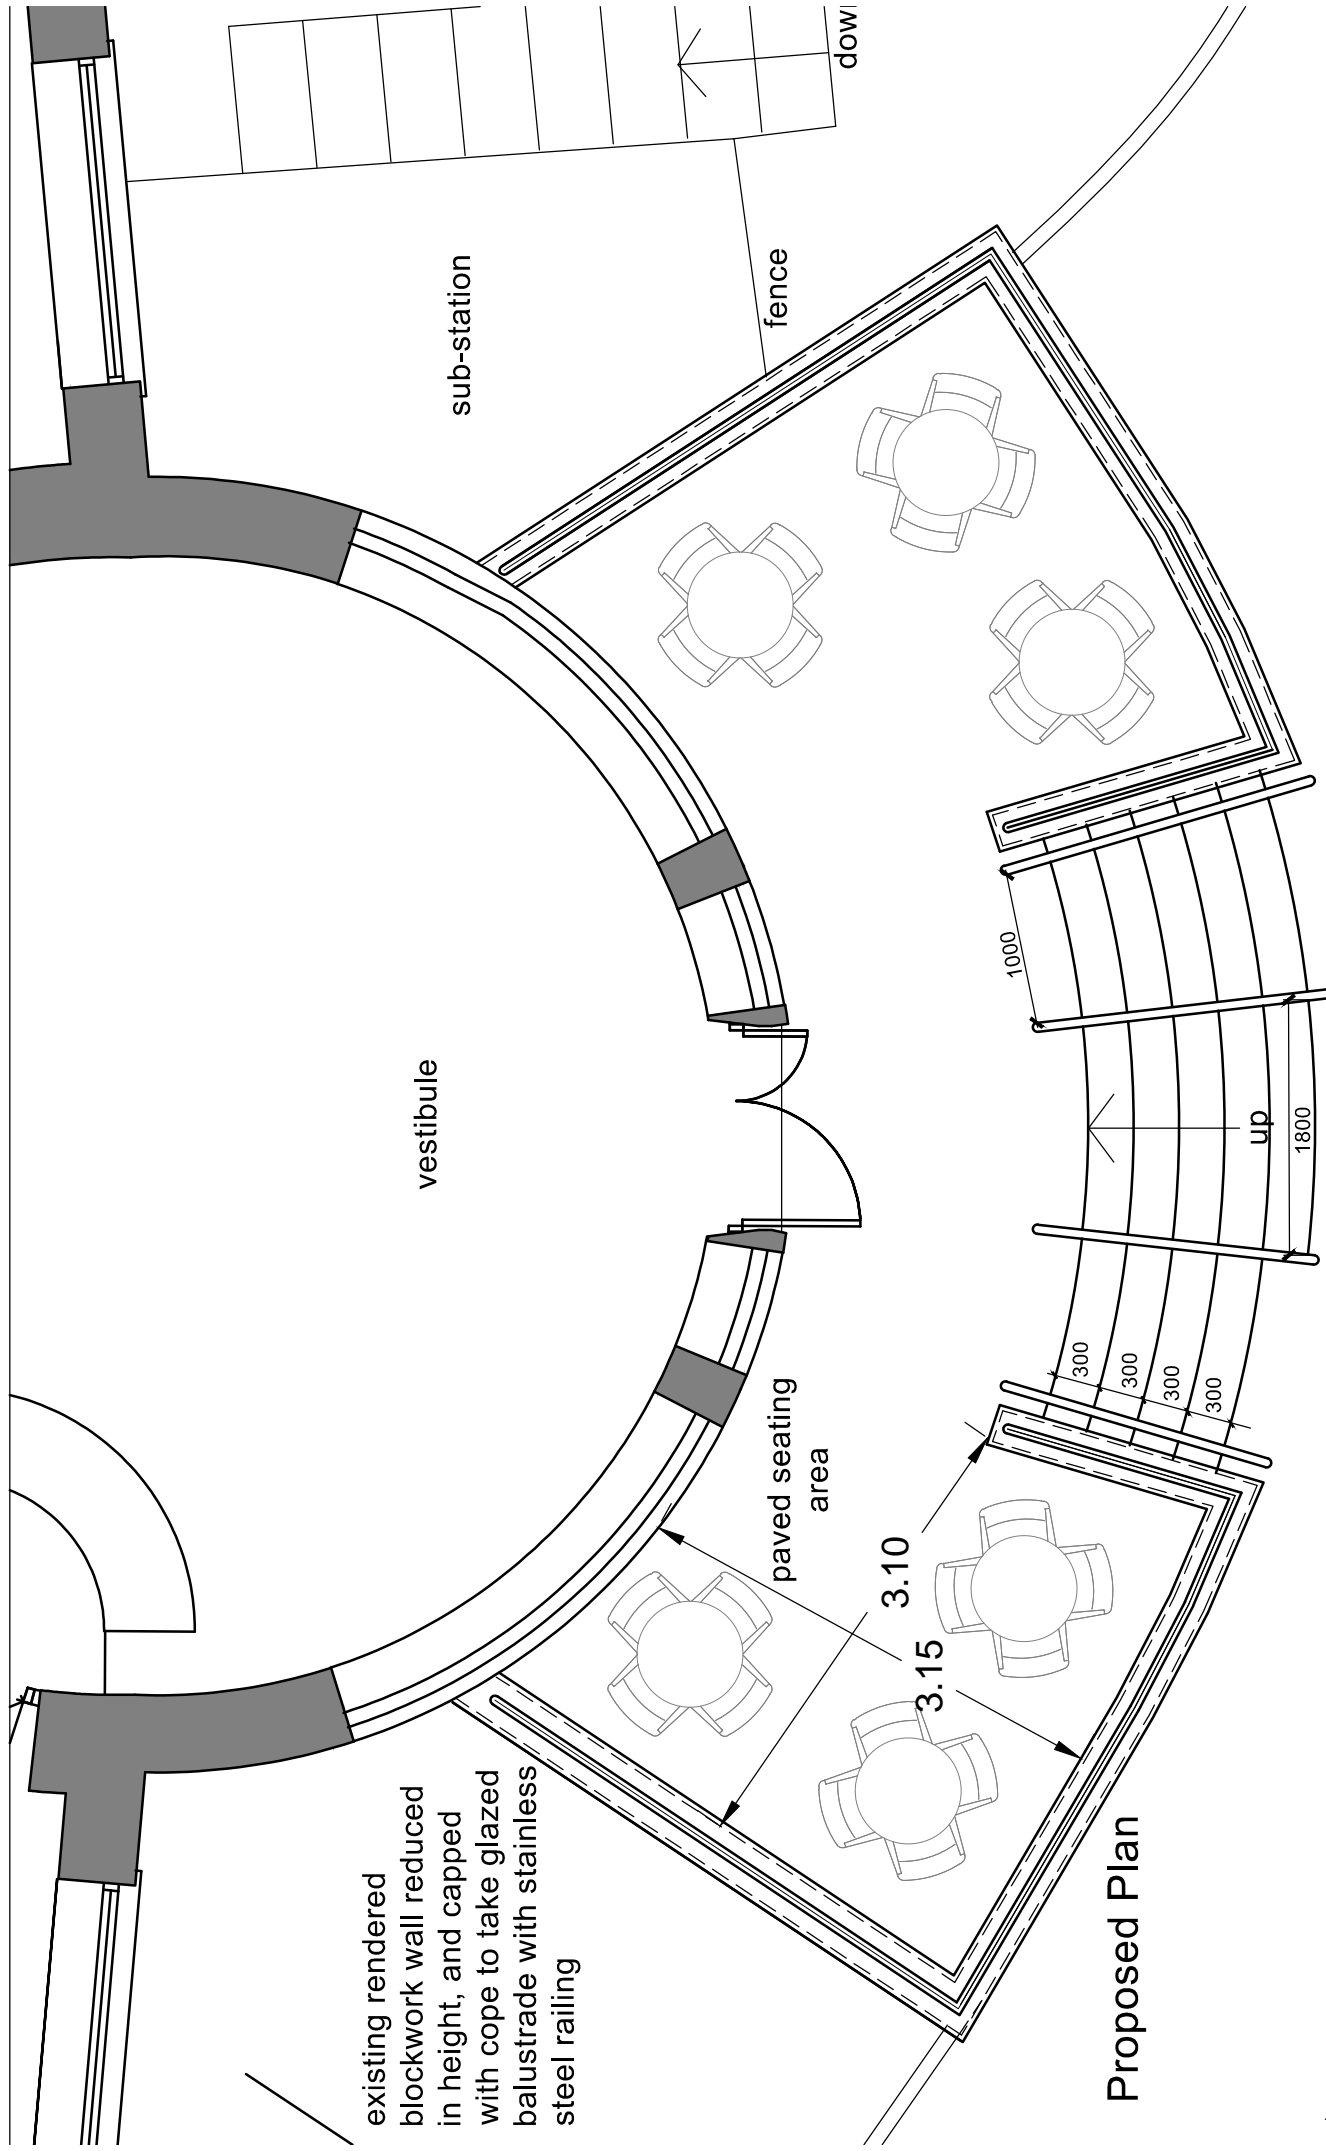 down
sub-station
fence
vestibule
1000
up
1800
300
300
300
300
paved seating
area
3.10
3.15
existing rendered
blockwork wall reduced
in height, and capped
with cope to take glazed
balustrade with stainless
steel railing
Proposed Plan